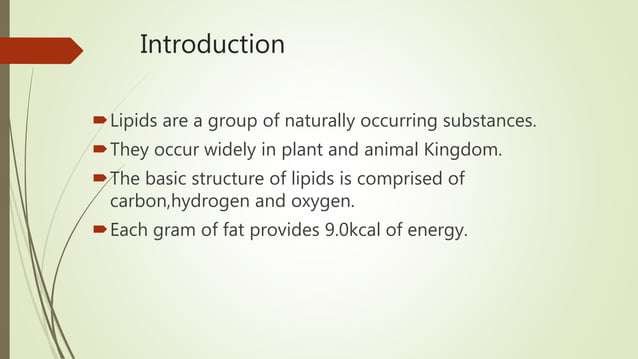 Introduction
Lipids are a group of naturally occurring substances.
They occur widely in plant and animal Kingdom.
The basic structure of lipids is comprised of
carbon,hydrogen and oxygen.
Each gram of fat provides 9.0kcal of energy.